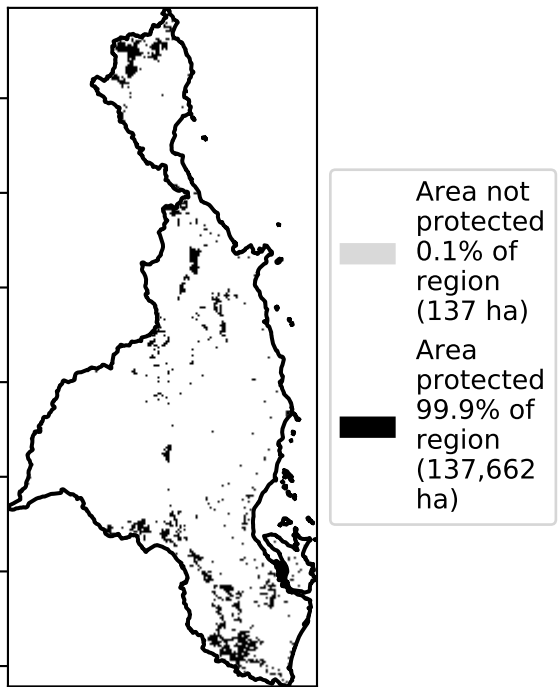 Area not
protected
0.1% of
region
(137 ha)
Area
protected
99.9% of
region
(137,662
ha)